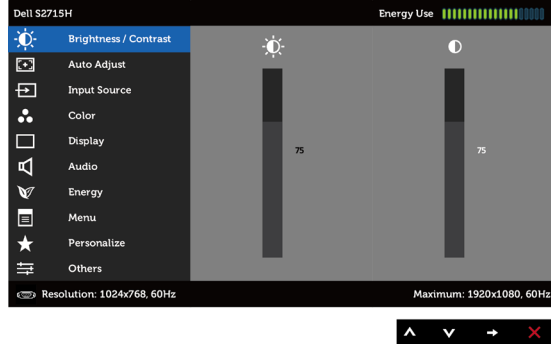 Dell S2715H
Energy Use
Brightness / Contrast
Auto Adjust
Input Source
Color
Display
Audio
Energy
Menu
Personalize
Others
75
75
Resolution: 1024x768, 60Hz
Maximum: 1920x1080, 60Hz